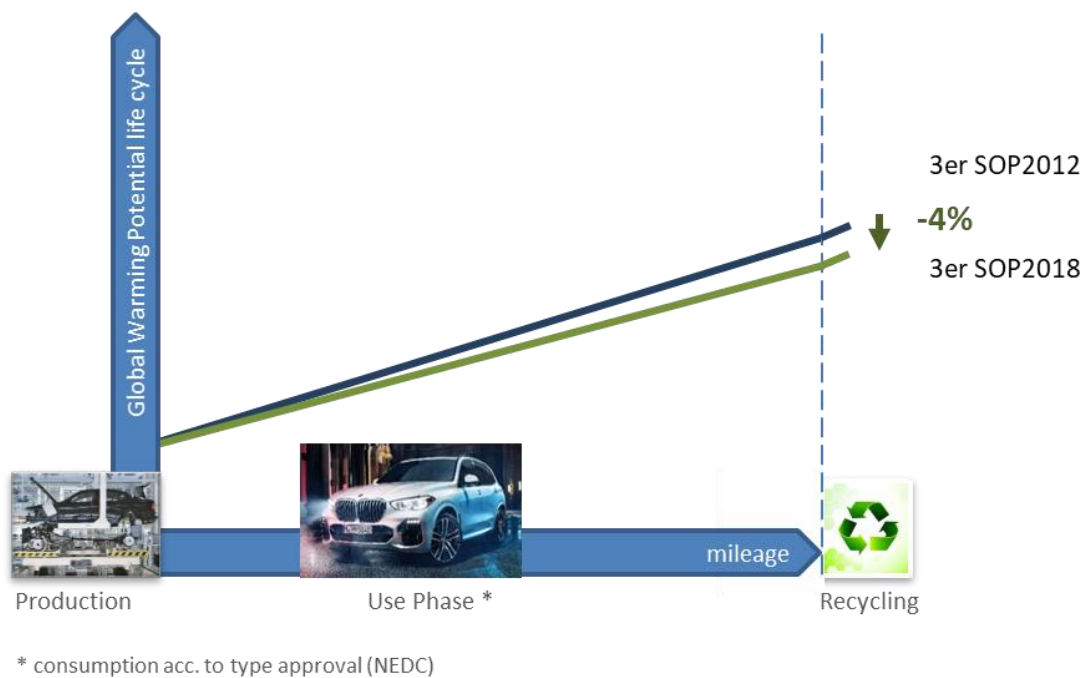 Global Warming Potential life cycle
3er SOP2012
-4%
3er SOP2018
mileage
Production
Use Phase *
Recycling
* consumption acc. to type approval (NEDC)